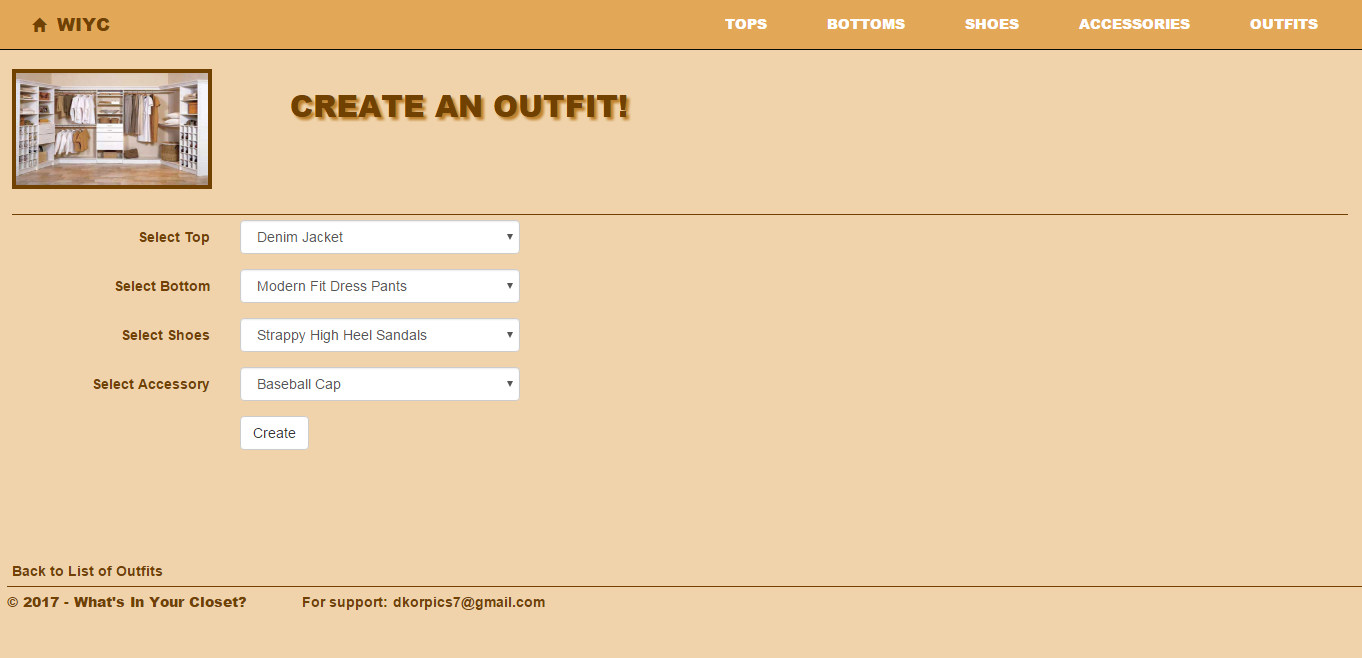 WIYC TOPS BOTTOMS SHOES ACCESSORIES OUTFITS
CREATE AN OUTFIT!
Select Top Denim Jacket
Select Bottom Modern Fit Dress Pants
Select Shoes Strappy High Heel Sandals
Select Accessory Baseball Cap
Create
Back to List of Outfits
© 2017 - What's In Your Closet? For support: dkorpics7@gmail.com